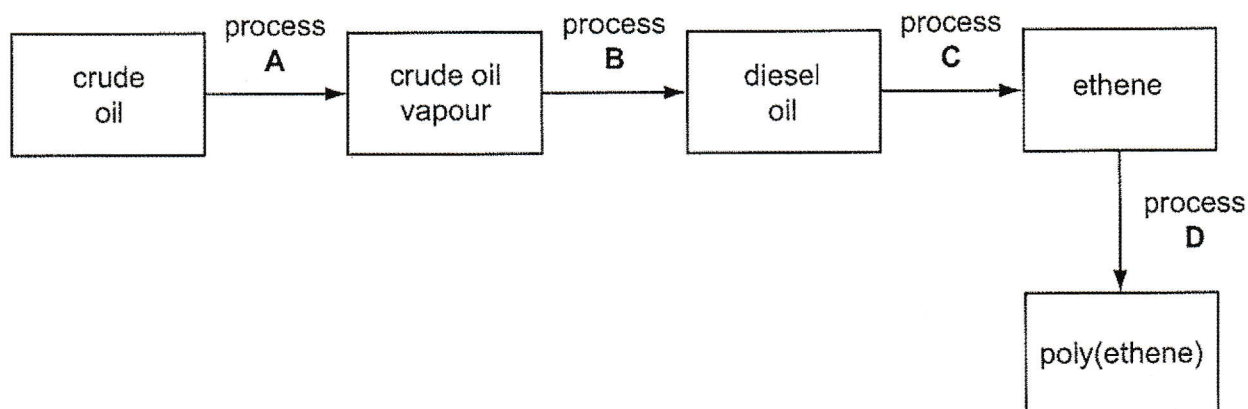 process
A
process
B
process
C
crude
oil
crude oil
vapour
diesel
oil
ethene
process
D
poly(ethene)